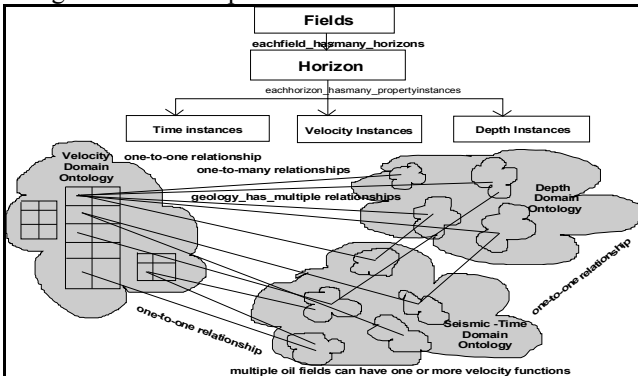 Fields
eachfield_hasmany_horizons
Horizon
eachhorizon_hasmany_propertyinstances
Time instances
Velocity Instances
Depth Instances
Velocity
Domain
Ontology
one-to-one relationship
one-to-many relationships
geology_has_multiple relationships
Depth
Domain
Ontology
one-to-one relationship
one-to-one relationship
Seismic -Time
Domain
Ontology
multiple oil fields can have one or more velocity functions